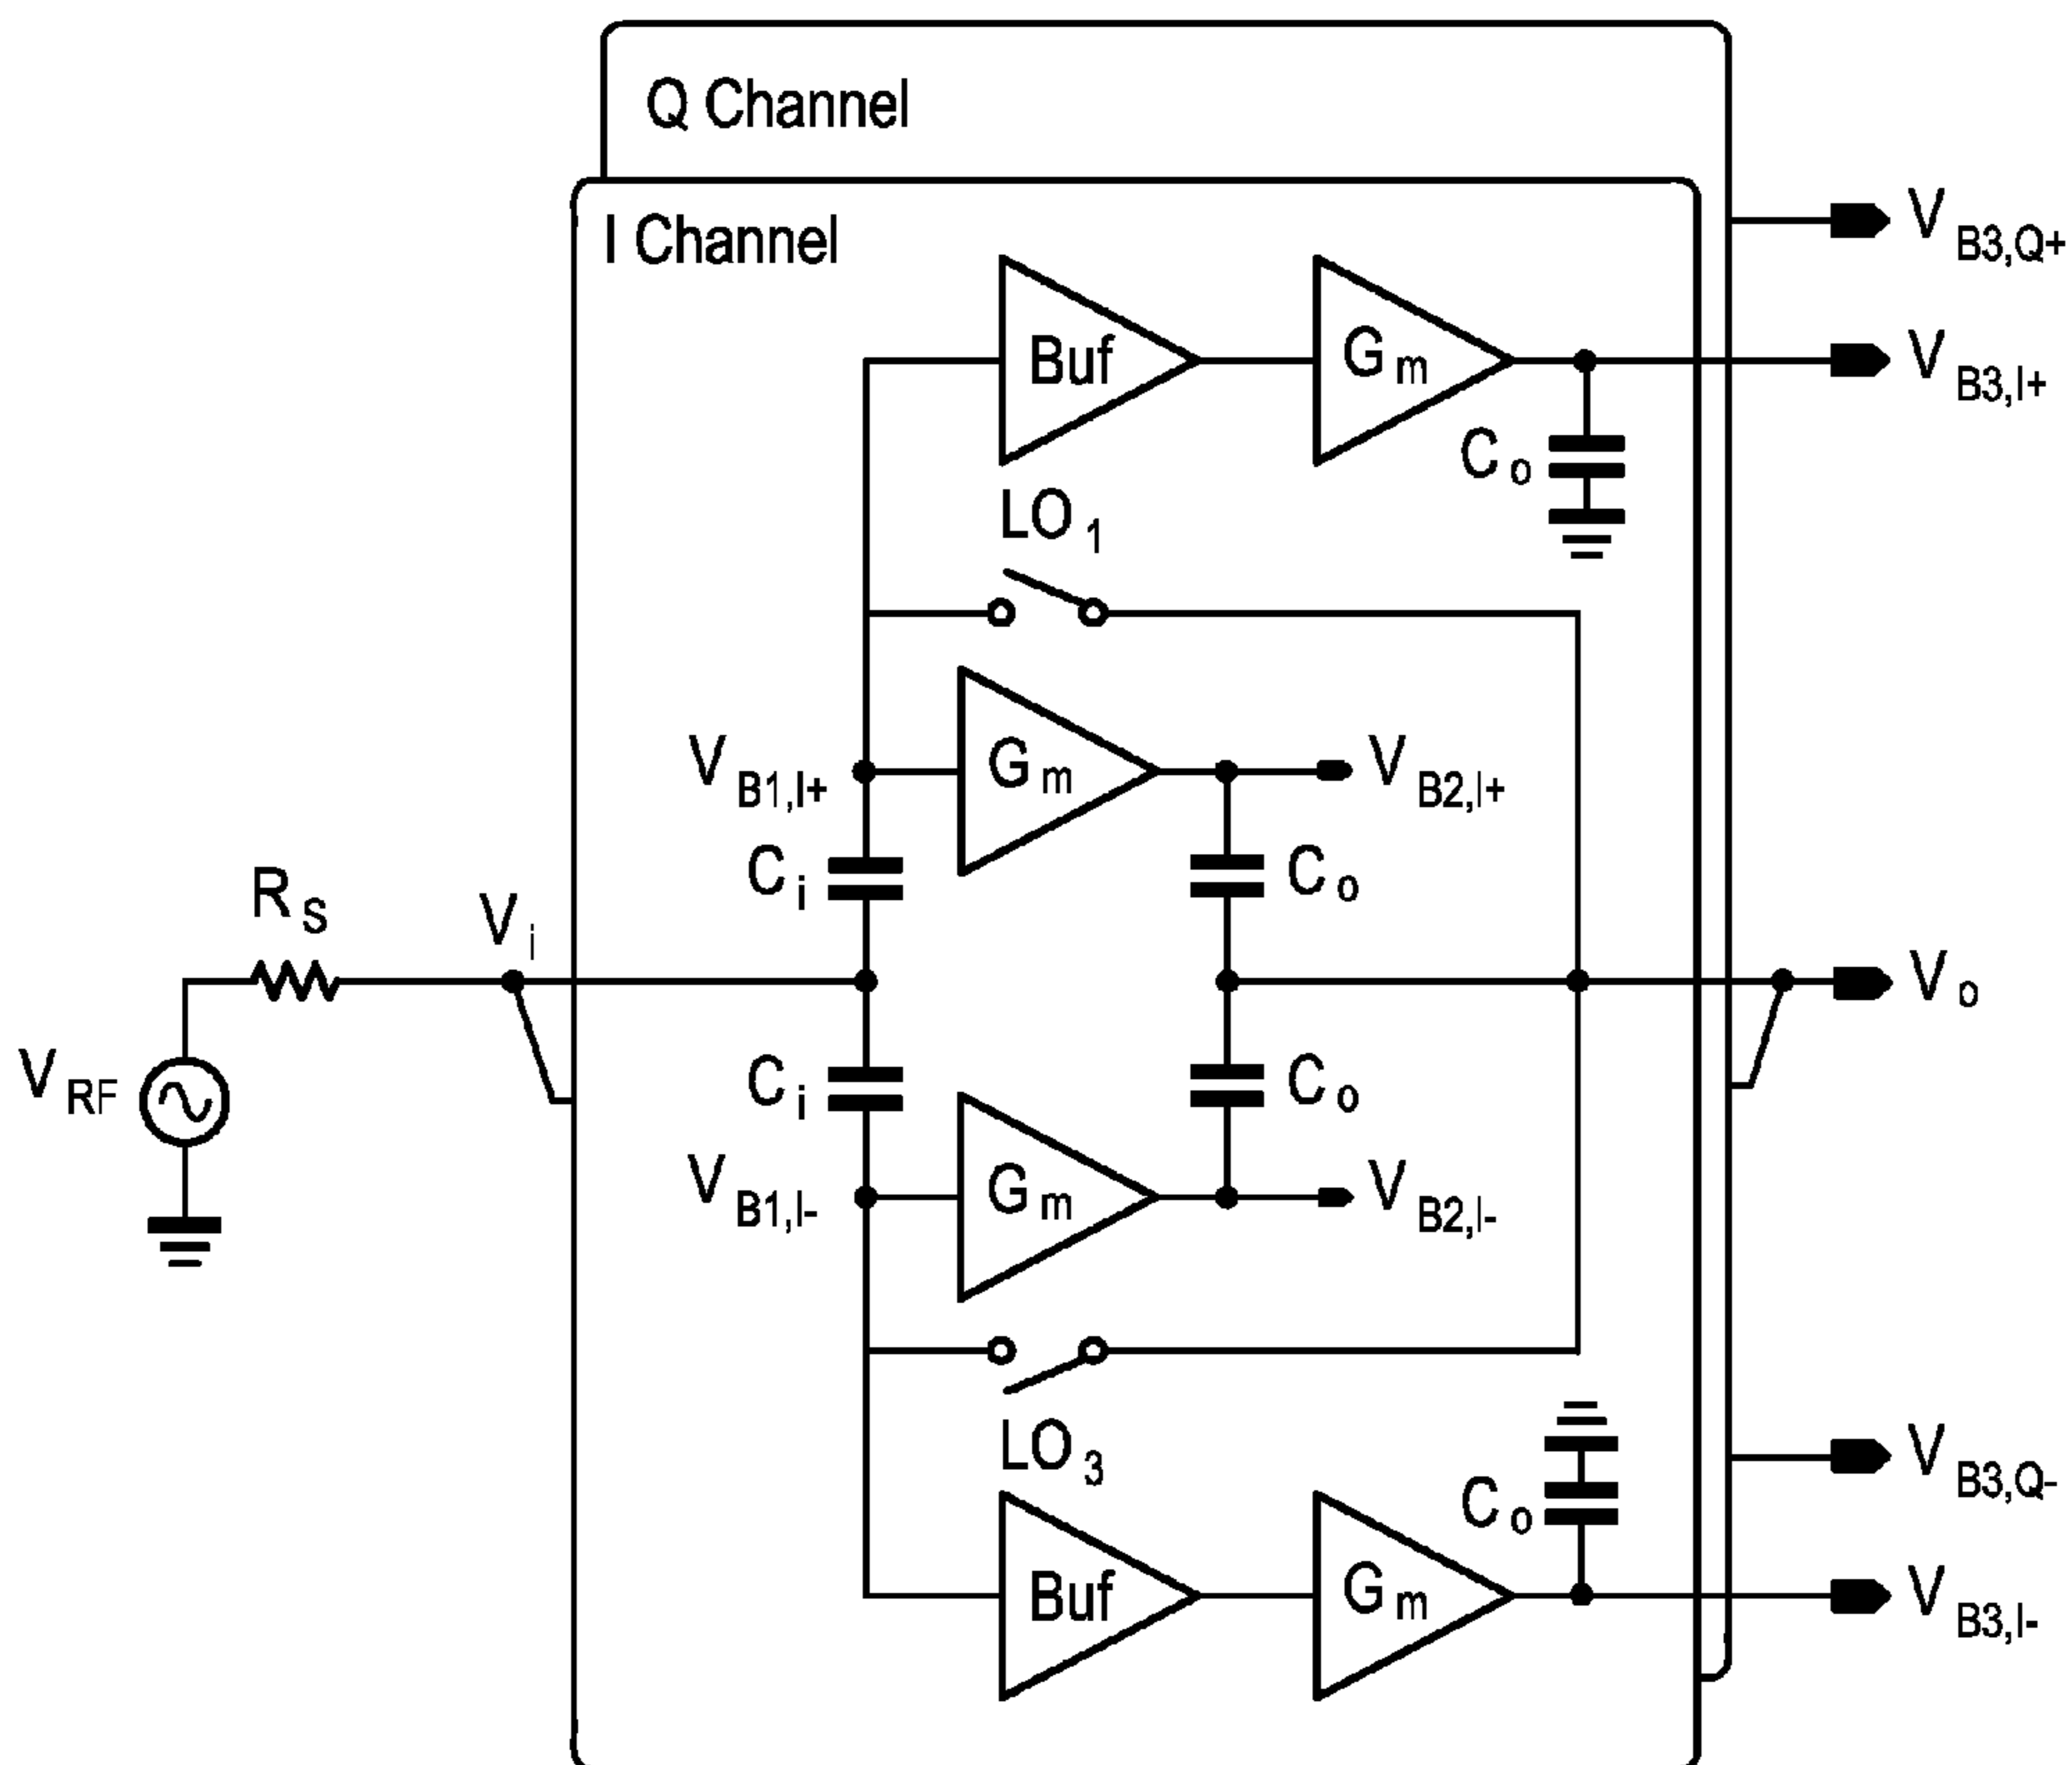 Q Channel
V B3,Q+
I Channel
Buf
G m
V B3,I+
C o
LO 1
V B1,I+
G m
V B2,I+
C i
C o
R S
V i
V o
V RF
C i
C o
V B1,I-
G m
V B2,I-
LO 3
V B3,Q-
C o
Buf
G m
V B3,I-